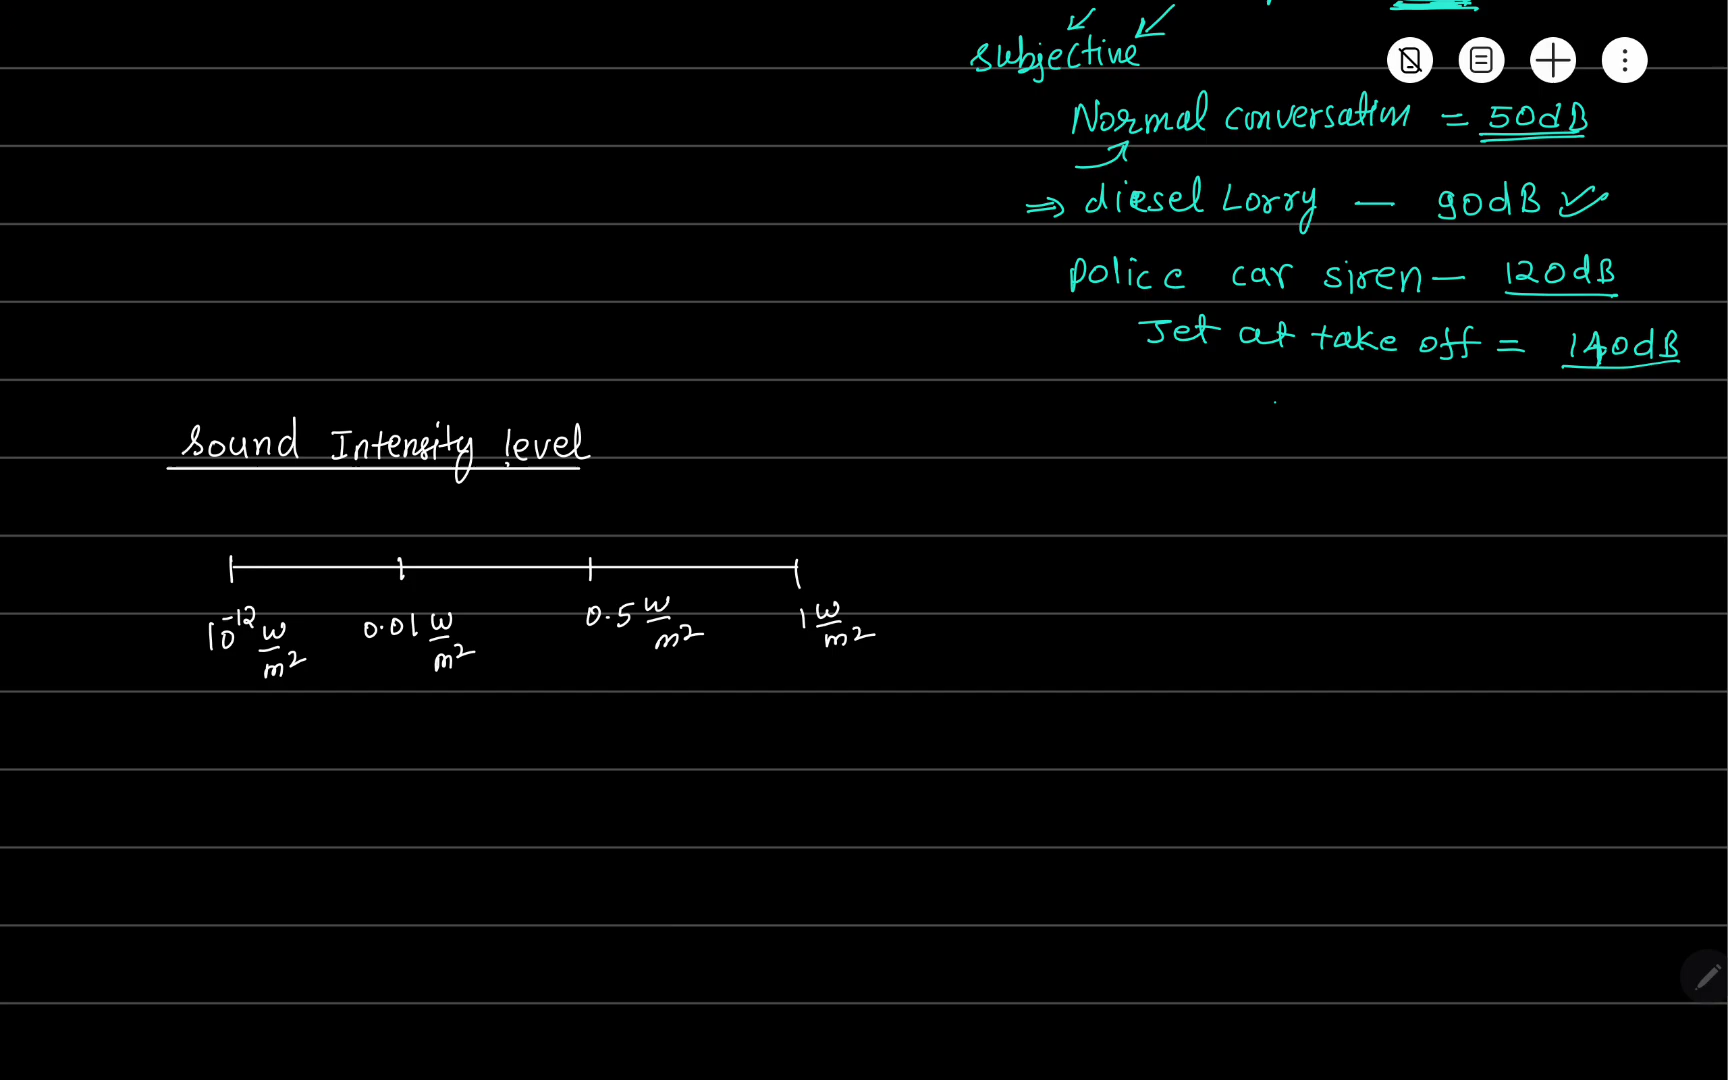 subjective
Normal conversation = 50dB
⇒ diesel Lorry — 90dB ✓
police car siren — 120dB
Jet at take off = 140dB
Sound Intensity level
10⁻¹² w/m² 0.01 w/m² 0.5 w/m² 1 w/m²